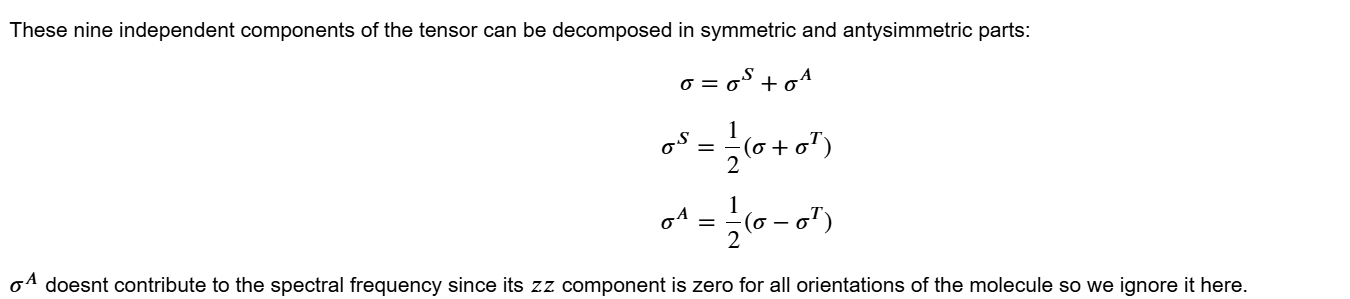 These nine independent components of the tensor can be decomposed in symmetric and antysimmetric parts:
σ = σ^S + σ^A
σ^S = 1/2 (σ + σ^T)
σ^A = 1/2 (σ − σ^T)
σ^A doesnt contribute to the spectral frequency since its zz component is zero for all orientations of the molecule so we ignore it here.